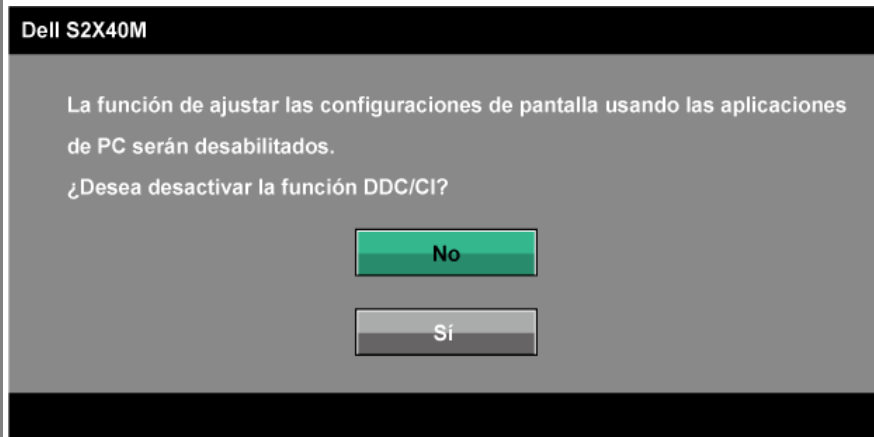 Dell S2X40M
La función de ajustar las configuraciones de pantalla usando las aplicaciones
de PC serán desabilitados.
¿Desea desactivar la función DDC/CI?
No
Sí